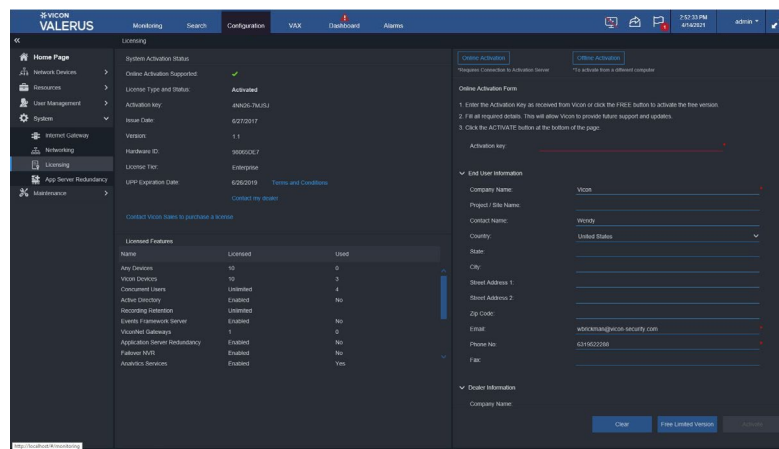 VICON
VALERUS
Monitoring Search Configuration VAX Dashboard Alarms
2:52:33 PM
4/14/2021
admin
Licensing
Home Page
Network Devices
Resources
User Management
System
Internet Gateway
Networking
Licensing
App Server Redundancy
Maintenance
System Activation Status
Online Activation Supported:
License Type and Status: Activated
Activation key: 4NN26-7MJSJ
Issue Date: 6/27/2017
Version: 1.1
Hardware ID: 98065DE7
License Tier: Enterprise
UPP Expiration Date: 6/26/2019 Terms and Conditions
Contact my dealer
Contact Vicon Sales to purchase a license
Licensed Features
Name Licensed Used
Any Devices 10 0
Vicon Devices 10 3
Concurrent Users Unlimited 4
Active Directory Enabled No
Recording Retention Unlimited
Events Framework Server Enabled No
ViconNet Gateways 1 0
Application Server Redundancy Enabled No
Failover NVR Enabled No
Analytics Services Enabled Yes
Online Activation Offline Activation
*Requires Connection to Activation Server *To activate from a different computer
Online Activation Form
1. Enter the Activation Key as received from Vicon or click the FREE button to activate the free version.
2. Fill all required details. This will allow Vicon to provide future support and updates.
3. Click the ACTIVATE button at the bottom of the page.
Activation key: *
End User Information
Company Name: Vicon *
Project / Site Name:
Contact Name: Wendy *
Country: United States
State:
City:
Street Address 1:
Street Address 2:
Zip Code:
Email: wbrickman@vicon-security.com *
Phone No: 6319522288 *
Fax:
Dealer Information
Company Name:
Clear Free Limited Version Activate
http://localhost/#/monitoring